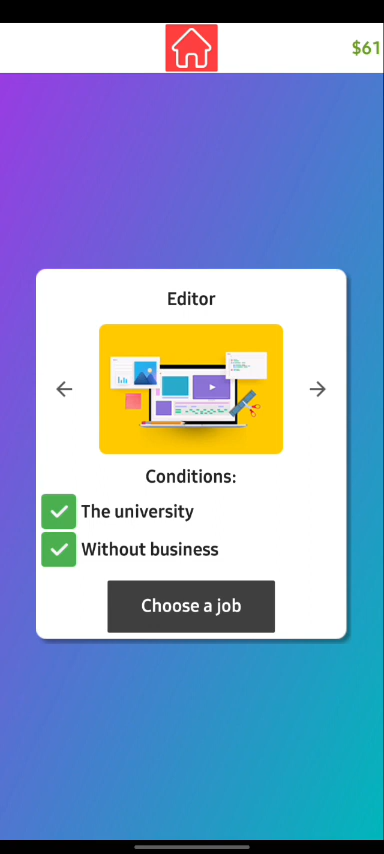 $61
Editor
Conditions:
The university
Without business
Choose a job